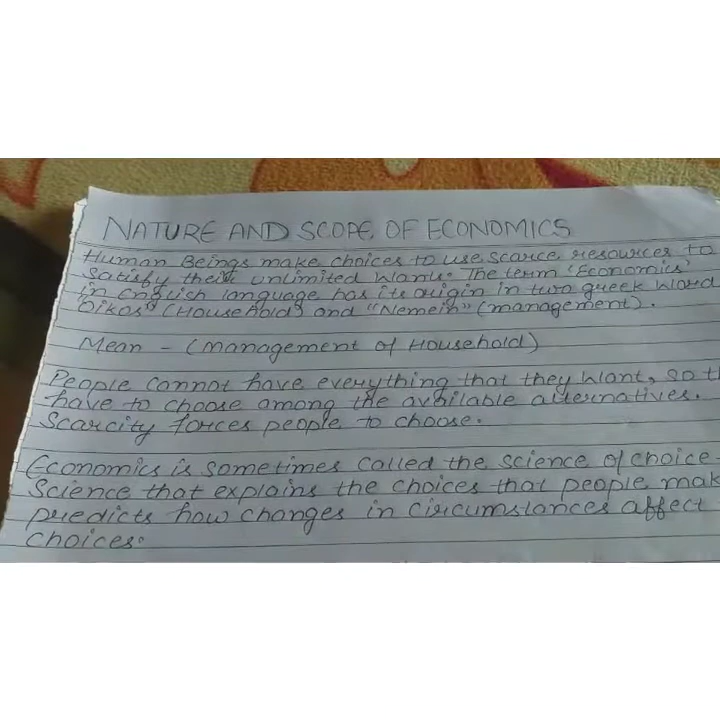 NATURE AND SCOPE OF ECONOMICS
Human Beings make choices to use scarce resources to
Satisfy their unlimited wants. The term 'Economics'
in English language has its origin in two greek word
Oikos" (Household) and "Nemein" (management).
Mean - (management of Household)
People cannot have everything that they want, so th
have to choose among the available alternatives.
Scarcity forces people to choose.
Economics is sometimes called the science of choice-
Science that explains the choices that people mak
predicts how changes in circumstances affect
choices.